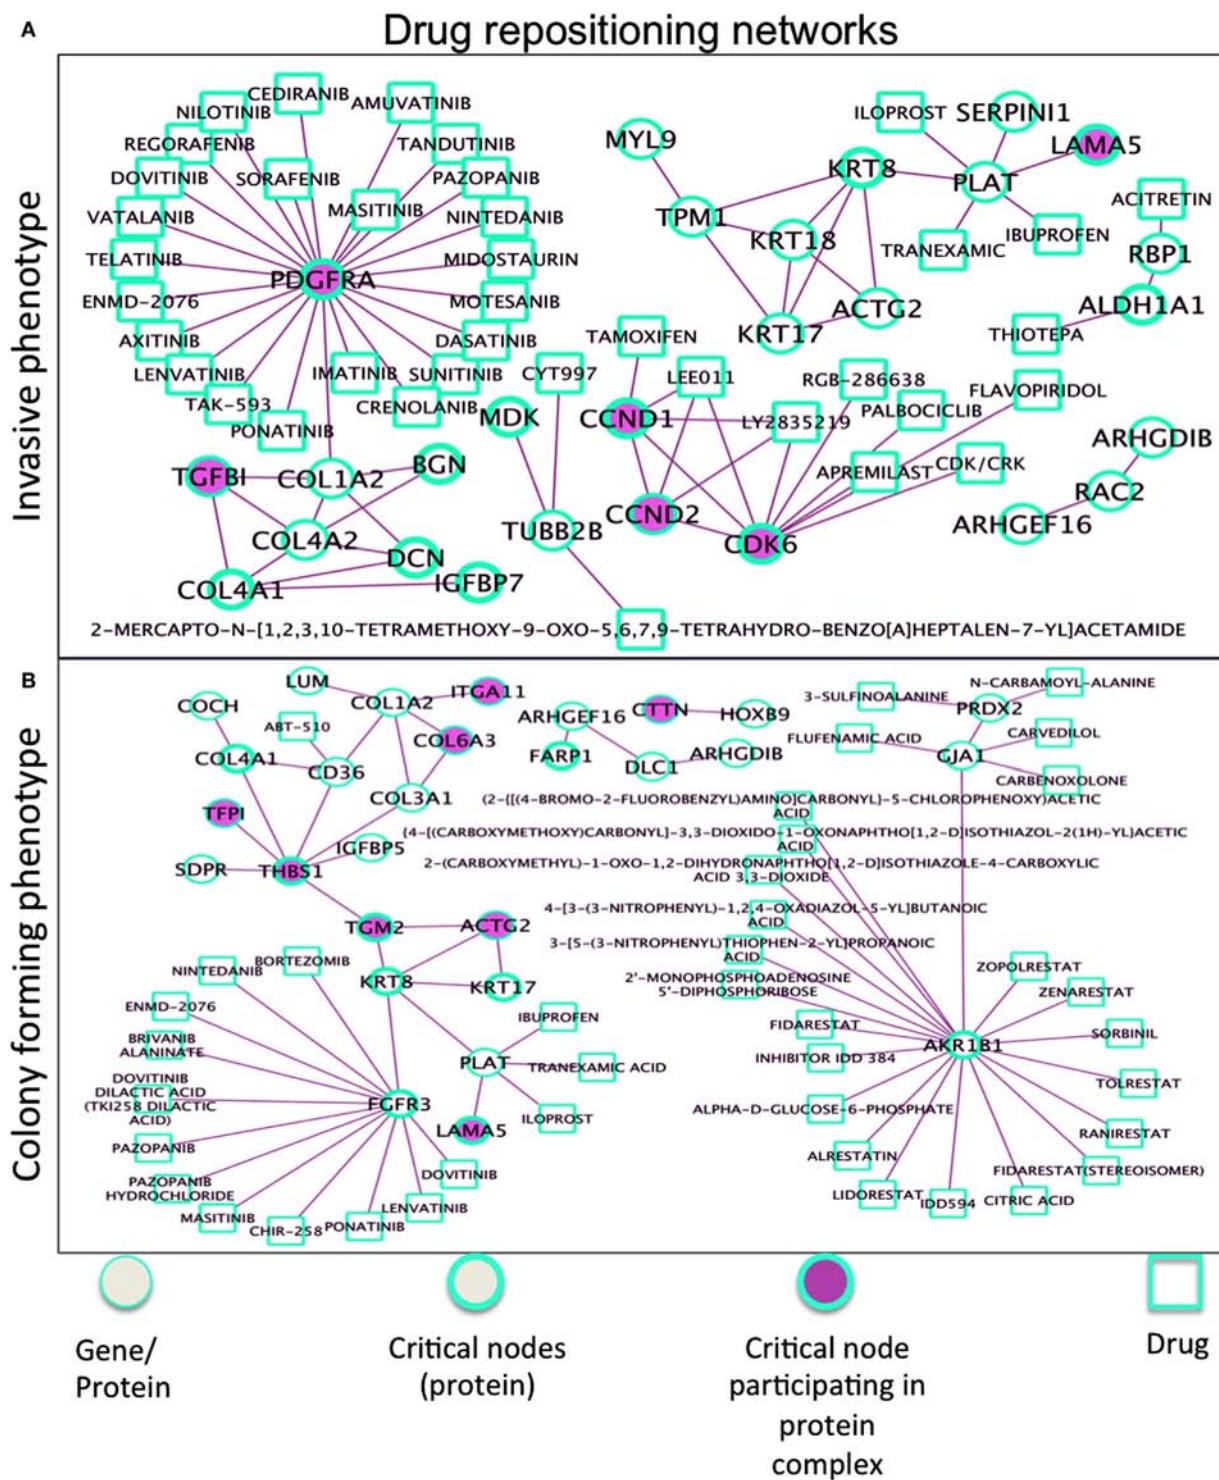 A
Drug repositioning networks
Invasive phenotype
CEDIRANIB
NILOTINIB
AMUVATINIB
REGORAFENIB
TANDUTINIB
DOVITINIB
SORAFENIB
PAZOPANIB
VATALANIB
MASITINIB
NINTEDANIB
TELATINIB
MIDOSTAURIN
PDGFRA
ENMD-2076
MOTESANIB
AXITINIB
DASATINIB
LENVATINIB
IMATINIB
SUNITINIB
TAK-593
CRENOLANIB
PONATINIB
CYT997
MDK
TGFBI
COL1A2
BGN
TUBB2B
COL4A2
DCN
COL4A1
IGFBP7
MYL9
ILOPROST
SERPINI1
LAMA5
KRT8
PLAT
ACITRETIN
TPM1
KRT18
TRANEXAMIC
IBUPROFEN
RBP1
ACTG2
ALDH1A1
KRT17
THIOTEPA
TAMOXIFEN
LEE011
RGB-286638
FLAVOPIRIDOL
CCND1
LY2835219
PALBOCICLIB
ARHGDIB
APREMILAST
CDK/CRK
RAC2
CCND2
ARHGEF16
CDK6
2-MERCAPTO-N-[1,2,3,10-TETRAMETHOXY-9-OXO-5,6,7,9-TETRAHYDRO-BENZO[A]HEPTALEN-7-YL]ACETAMIDE
B
Colony forming phenotype
LUM
COL1A2
ITGA11
COCH
ABT-510
COL6A3
COL4A1
CD36
COL3A1
TFPI
IGFBP5
SDPR
THBS1
TGM2
ACTG2
KRT8
KRT17
ARHGEF16
CTTN
HOXB9
FARP1
DLC1
ARHGDIB
3-SULFINOALANINE
N-CARBAMOYL-ALANINE
PRDX2
FLUFENAMIC ACID
CARVEDILOL
GJA1
CARBENOXOLONE
(2-{[(4-BROMO-2-FLUOROBENZYL)AMINO]CARBONYL}-5-CHLOROPHENOXY)ACETIC
ACID
{4-[(CARBOXYMETHOXY)CARBONYL]-3,3-DIOXIDO-1-OXONAPHTHO[1,2-D]ISOTHIAZOL-2(1H)-YL}ACETIC
ACID
2-(CARBOXYMETHYL)-1-OXO-1,2-DIHYDRONAPHTHO[1,2-D]ISOTHIAZOLE-4-CARBOXYLIC
ACID 3,3-DIOXIDE
4-[3-(3-NITROPHENYL)-1,2,4-OXADIAZOL-5-YL]BUTANOIC
ACID
3-[5-(3-NITROPHENYL)THIOPHEN-2-YL]PROPANOIC
ACID
2'-MONOPHOSPHOADENOSINE
5'-DIPHOSPHORIBOSE
ZOPOLRESTAT
ZENARESTAT
FIDARESTAT
SORBINIL
AKR1B1
INHIBITOR IDD 384
TOLRESTAT
ALPHA-D-GLUCOSE-6-PHOSPHATE
RANIRESTAT
ALRESTATIN
FIDARESTAT(STEREOISOMER)
LIDORESTAT
IDD594
CITRIC ACID
NINTEDANIB
BORTEZOMIB
ENMD-2076
IBUPROFEN
BRIVANIB
ALANINATE
PLAT
TRANEXAMIC ACID
DOVITINIB
DILACTIC ACID
(TKI258 DILACTIC
ACID)
FGFR3
ILOPROST
LAMA5
PAZOPANIB
DOVITINIB
PAZOPANIB
HYDROCHLORIDE
LENVATINIB
MASITINIB
CHIR-258
PONATINIB
Gene/
Protein
Critical nodes
(protein)
Critical node
participating in
protein
complex
Drug